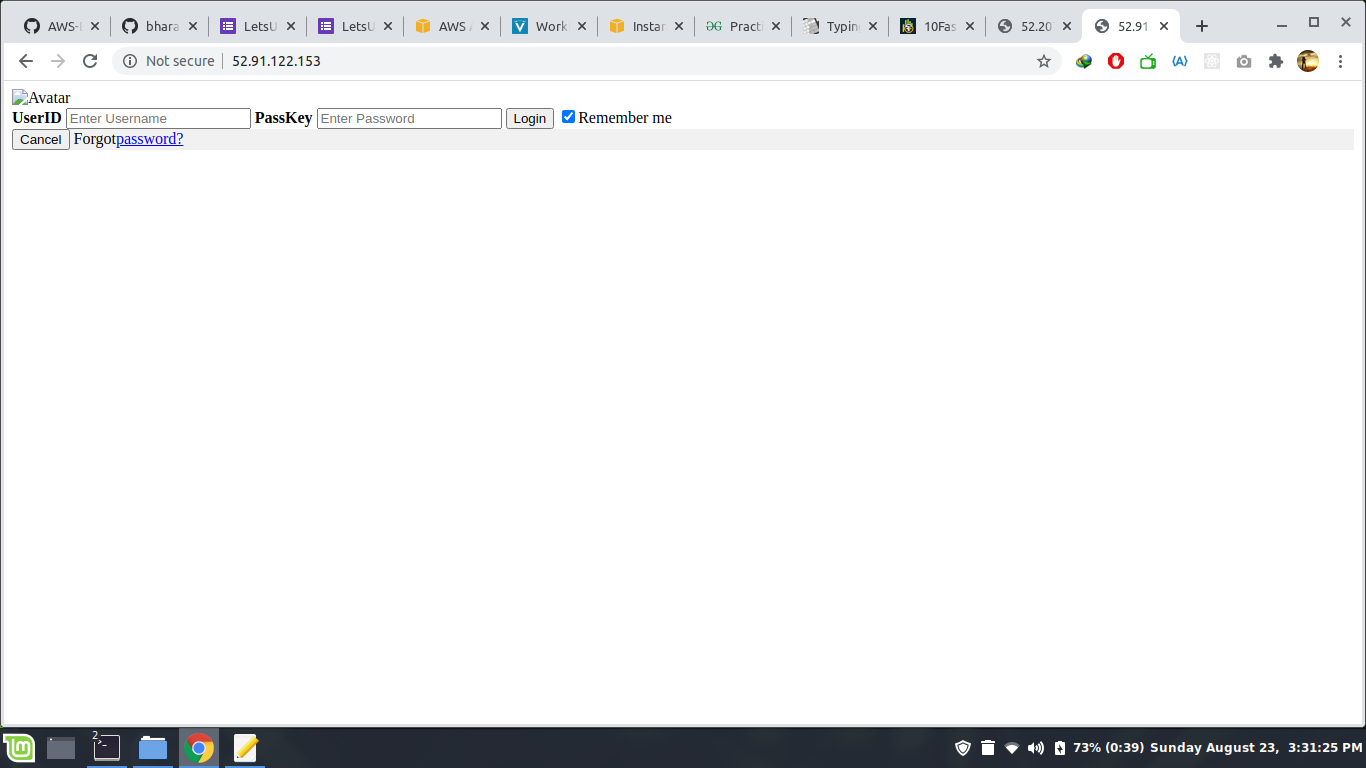 AWS-I bhara LetsU LetsU AWS A Work Instan Practi Typin 10Fas 52.20 52.91.
Not secure 52.91.122.153
Avatar
UserID Enter Username PassKey Enter Password Login Remember me
Cancel Forgotpassword?
2 73% (0:39) Sunday August 23, 3:31:25 PM